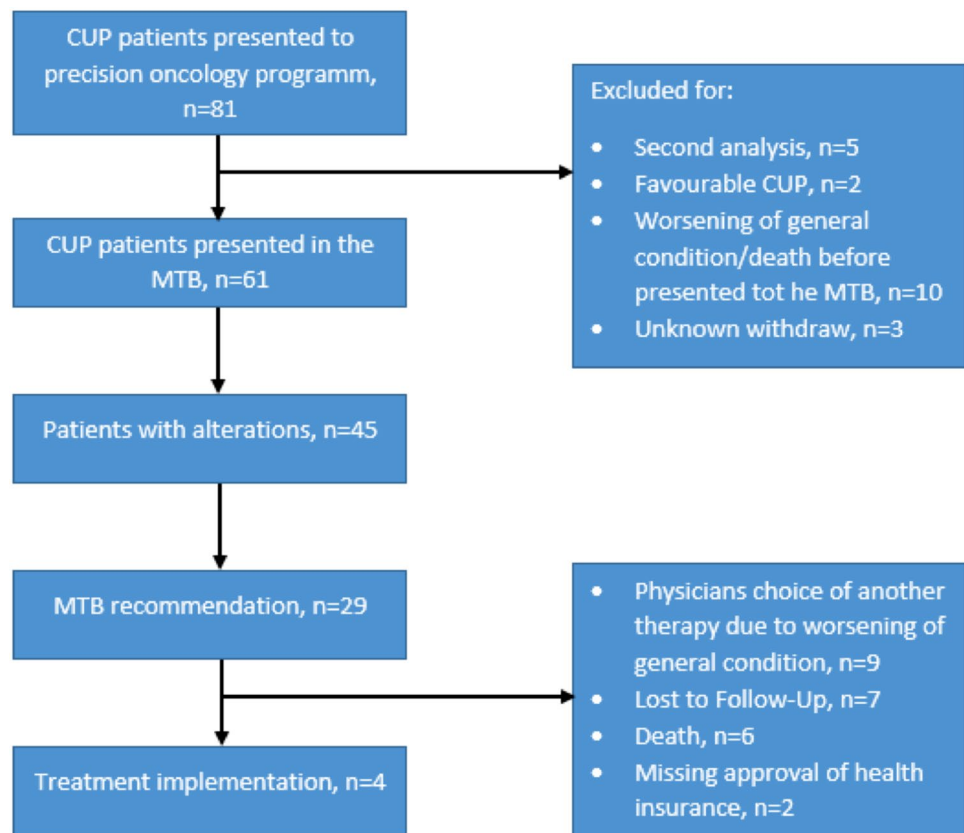 CUP patients presented to
precision oncology programm,
n=81
Excluded for:
• Second analysis, n=5
• Favourable CUP, n=2
• Worsening of general
condition/death before
presented tot he MTB, n=10
• Unknown withdraw, n=3
CUP patients presented in the
MTB, n=61
Patients with alterations, n=45
MTB recommendation, n=29
• Physicians choice of another
therapy due to worsening of
general condition, n=9
• Lost to Follow-Up, n=7
• Death, n=6
• Missing approval of health
insurance, n=2
Treatment implementation, n=4